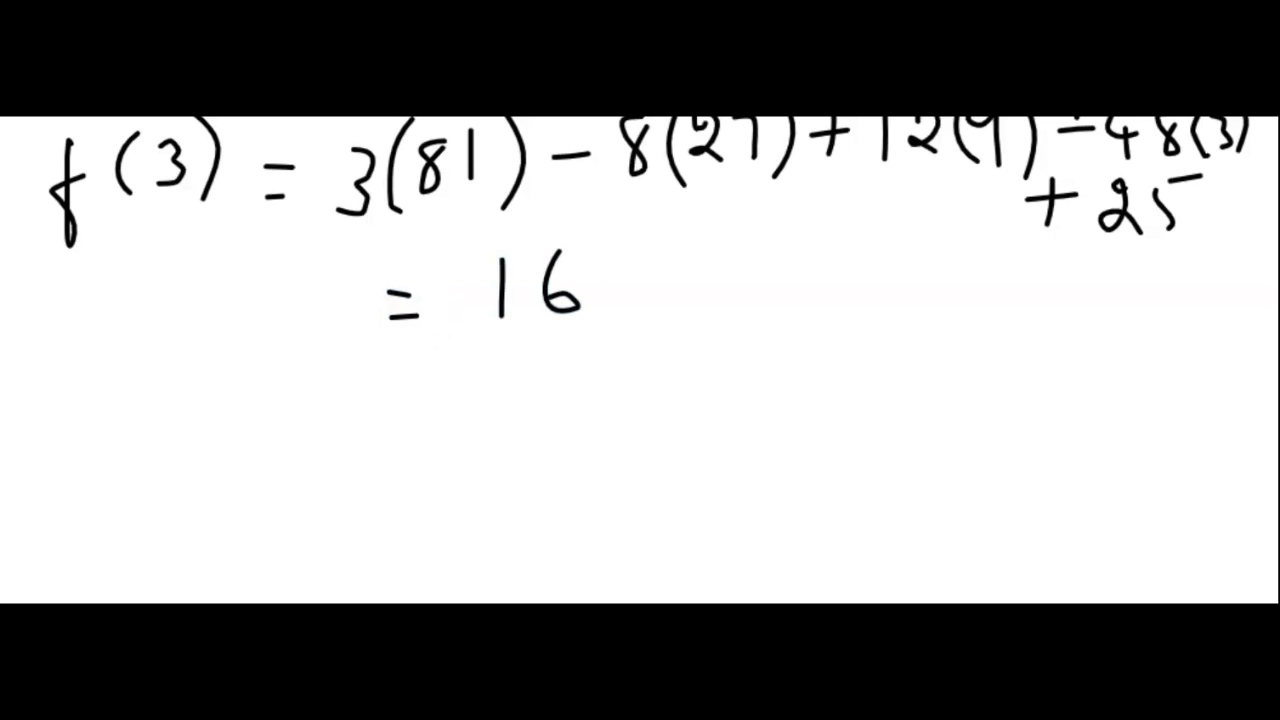 f(3) = 3(81) - 8(27) + 12(9) - 48(3)
+ 25
= 16